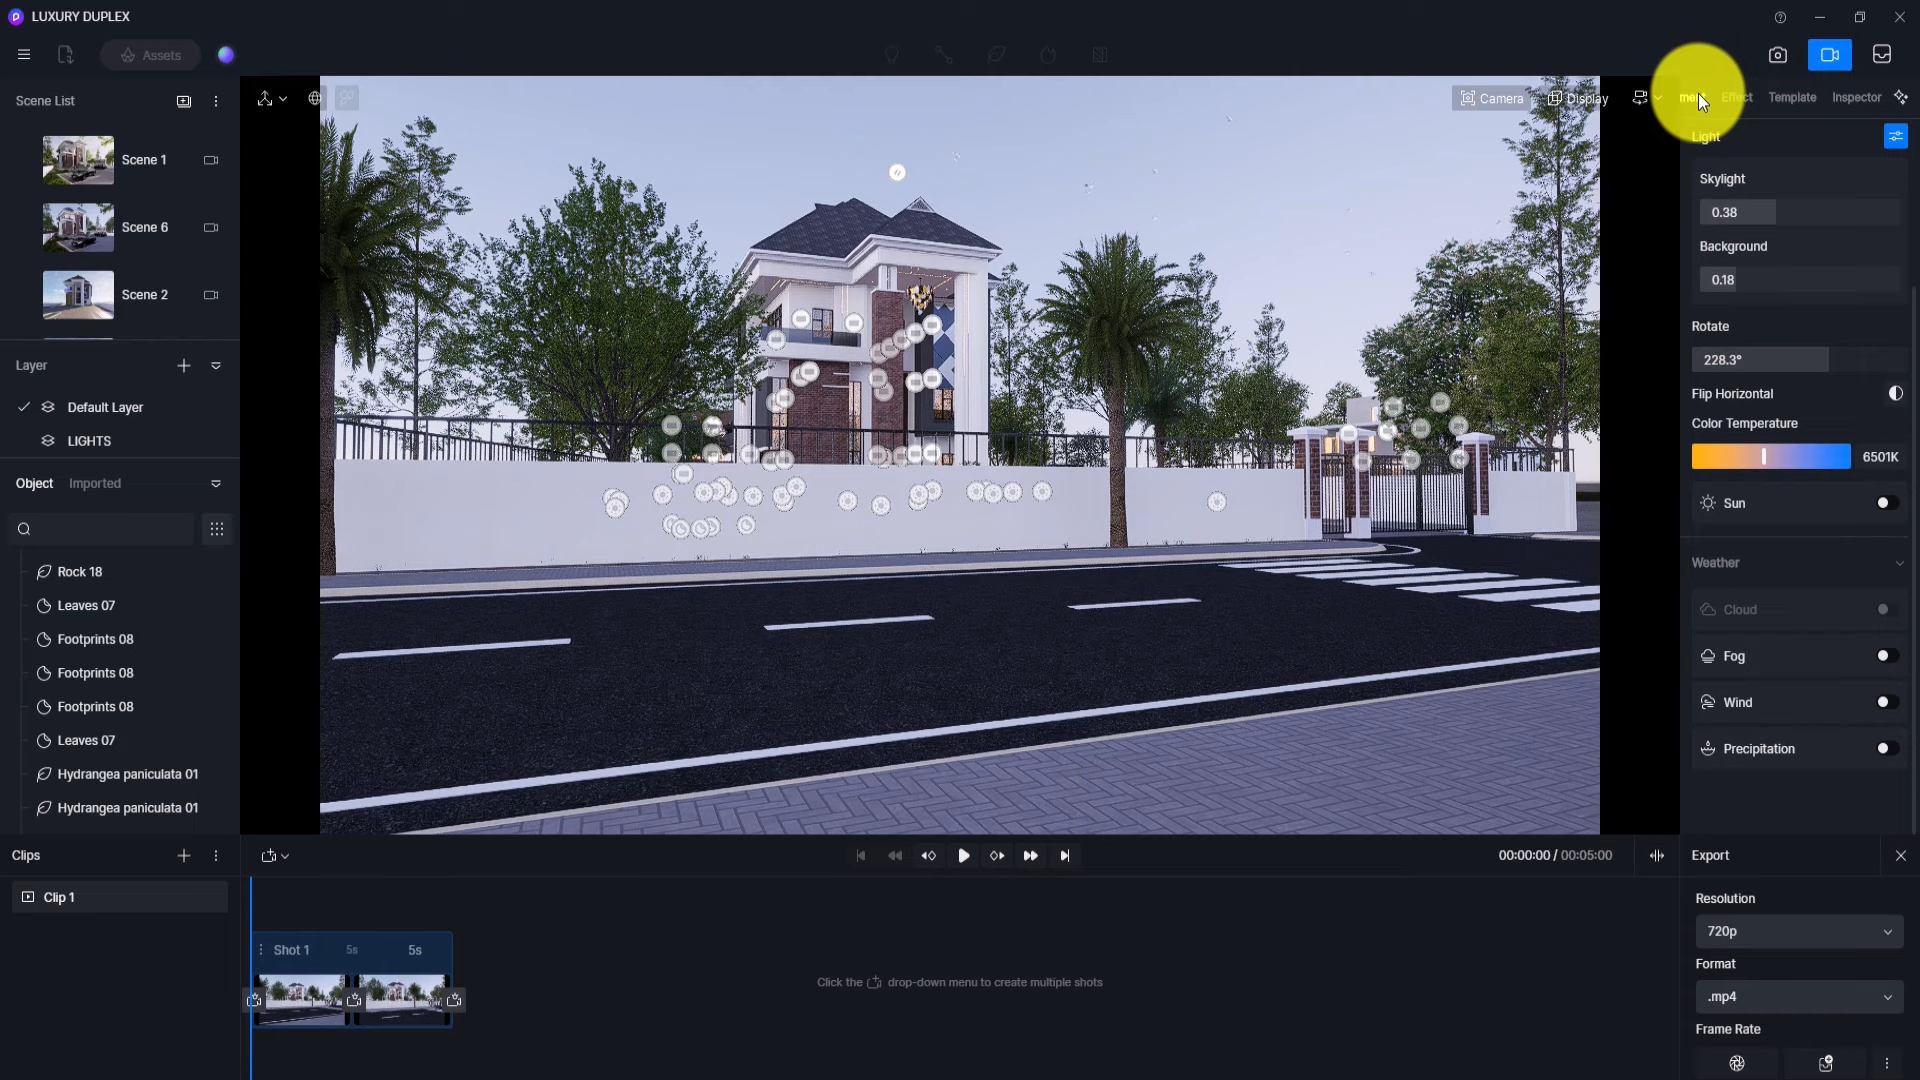 LUXURY DUPLEX
Assets
Scene List
Camera
Display
Effect
Template
Inspector
Scene 1
Scene 6
Scene 2
Light
Skylight
0.38
Background
0.18
Rotate
228.3°
Flip Horizontal
Color Temperature
6501K
Sun
Weather
Cloud
Fog
Wind
Precipitation
Layer
Default Layer
LIGHTS
Object
Imported
Rock 18
Leaves 07
Footprints 08
Footprints 08
Footprints 08
Leaves 07
Hydrangea paniculata 01
Hydrangea paniculata 01
Clips
Clip 1
00:00:00 / 00:05:00
Shot 1
5s
5s
Click the drop-down menu to create multiple shots
Export
Resolution
720p
Format
.mp4
Frame Rate